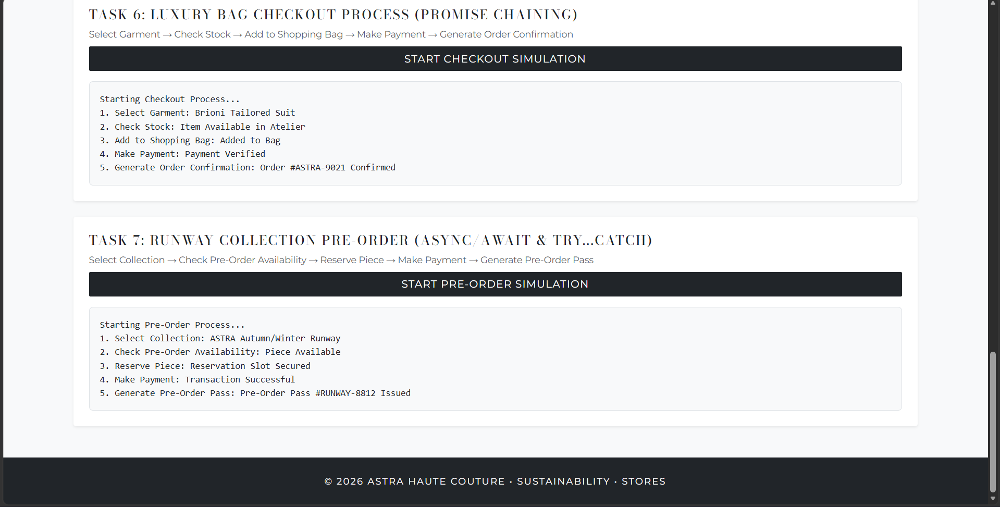 TASK 6: LUXURY BAG CHECKOUT PROCESS (PROMISE CHAINING)
Select Garment → Check Stock → Add to Shopping Bag → Make Payment → Generate Order Confirmation
START CHECKOUT SIMULATION
Starting Checkout Process...
1. Select Garment: Brioni Tailored Suit
2. Check Stock: Item Available in Atelier
3. Add to Shopping Bag: Added to Bag
4. Make Payment: Payment Verified
5. Generate Order Confirmation: Order #ASTRA-9021 Confirmed
TASK 7: RUNWAY COLLECTION PRE-ORDER (ASYNC/AWAIT & TRY...CATCH)
Select Collection → Check Pre-Order Availability → Reserve Piece → Make Payment → Generate Pre-Order Pass
START PRE-ORDER SIMULATION
Starting Pre-Order Process...
1. Select Collection: ASTRA Autumn/Winter Runway
2. Check Pre-Order Availability: Piece Available
3. Reserve Piece: Reservation Slot Secured
4. Make Payment: Transaction Successful
5. Generate Pre-Order Pass: Pre-Order Pass #RUNWAY-8812 Issued
© 2026 ASTRA HAUTE COUTURE • SUSTAINABILITY • STORES